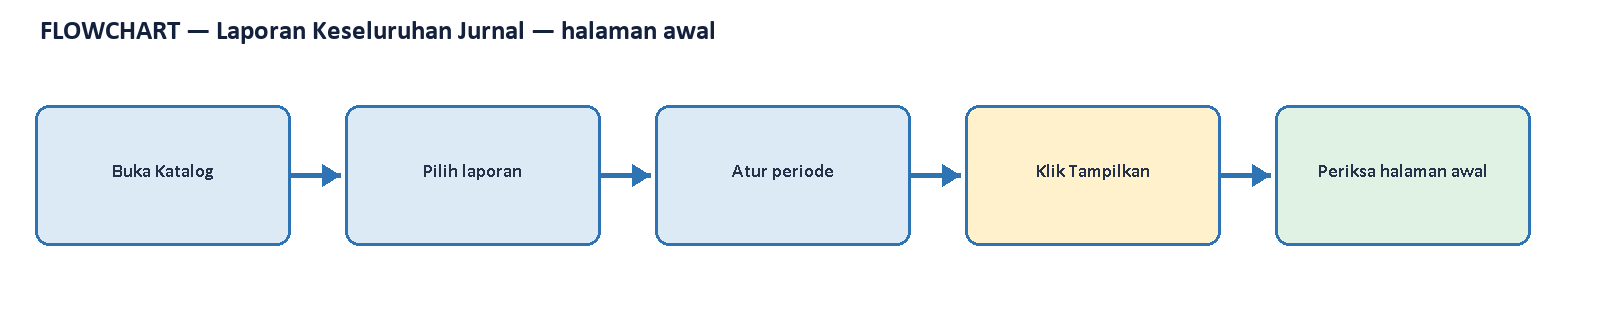 FLOWCHART — Laporan Keseluruhan Jurnal — halaman awal
Buka Katalog
Pilih laporan
Atur periode
Klik Tampilkan
Periksa halaman awal